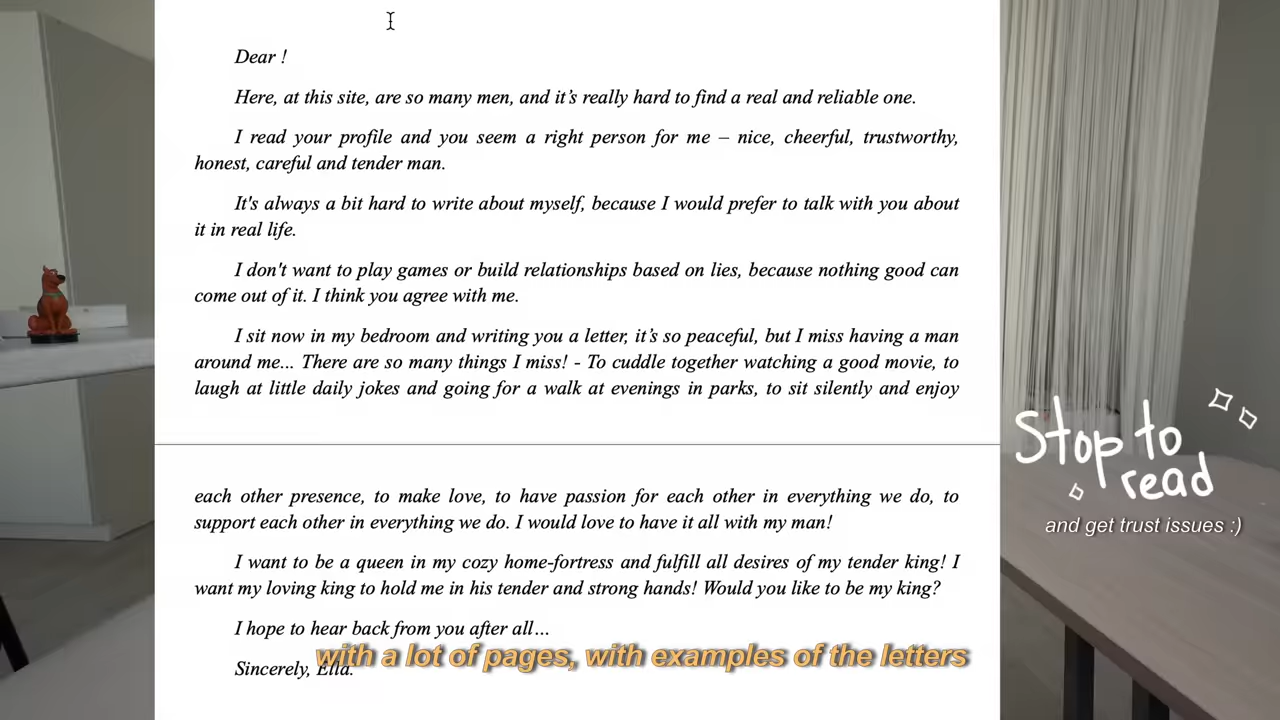 Dear !
Here, at this site, are so many men, and it’s really hard to find a real and reliable one.
I read your profile and you seem a right person for me – nice, cheerful, trustworthy,
honest, careful and tender man.
It's always a bit hard to write about myself, because I would prefer to talk with you about
it in real life.
I don't want to play games or build relationships based on lies, because nothing good can
come out of it. I think you agree with me.
I sit now in my bedroom and writing you a letter, it’s so peaceful, but I miss having a man
around me... There are so many things I miss! - To cuddle together watching a good movie, to
laugh at little daily jokes and going for a walk at evenings in parks, to sit silently and enjoy
each other presence, to make love, to have passion for each other in everything we do, to
support each other in everything we do. I would love to have it all with my man!
I want to be a queen in my cozy home-fortress and fulfill all desires of my tender king! I
want my loving king to hold me in his tender and strong hands! Would you like to be my king?
I hope to hear back from you after all…
Sincerely, Ella.
with a lot of pages, with examples of the letters
Stop to
read
and get trust issues :)